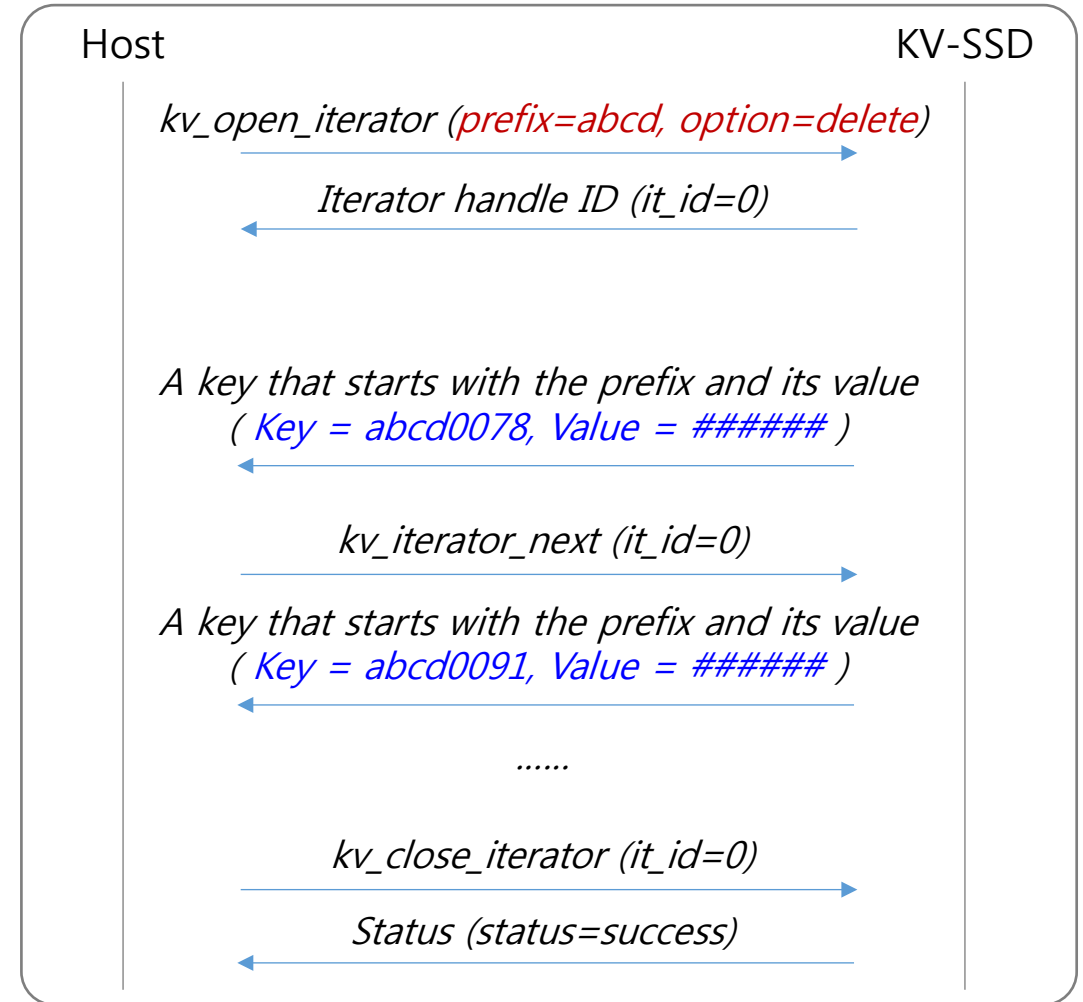 Host KV-SSD
kv_open_iterator (prefix=abcd, option=delete)
Iterator handle ID (it_id=0)
A key that starts with the prefix and its value
( Key = abcd0078, Value = ###### )
kv_iterator_next (it_id=0)
A key that starts with the prefix and its value
( Key = abcd0091, Value = ###### )
......
kv_close_iterator (it_id=0)
Status (status=success)